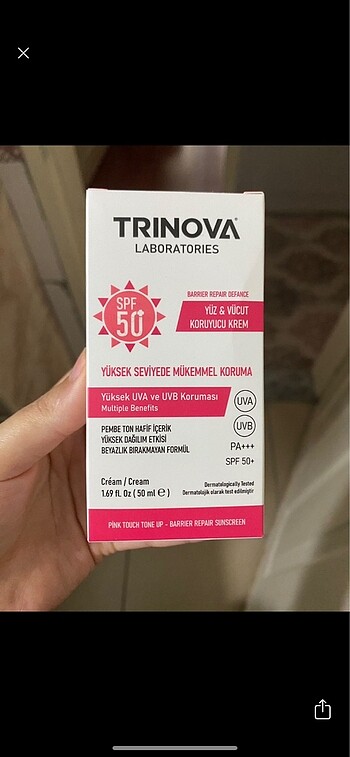 TRINOVA
LABORATORIES
BARRIER REPAIR DEFANCE
SPF
50+
YÜZ & VÜCUT
KORUYUCU KREM
YÜKSEK SEVİYEDE MÜKEMMEL KORUMA
Yüksek UVA ve UVB Koruması
Multiple Benefits
UVA
UVB
PEMBE TON HAFİF İÇERİK
YÜKSEK DAĞILIM ETKİSİ
BEYAZLIK BIRAKMAYAN FORMÜL
PA+++
SPF 50+
Créam / Cream
1.69 fl. Oz ( 50 ml ℮ )
Dermatologically Tested
Dermatolojik olarak test edilmiştir
PİNK TOUCH TONE UP - BARRIER REPAIR SUNSCREEN